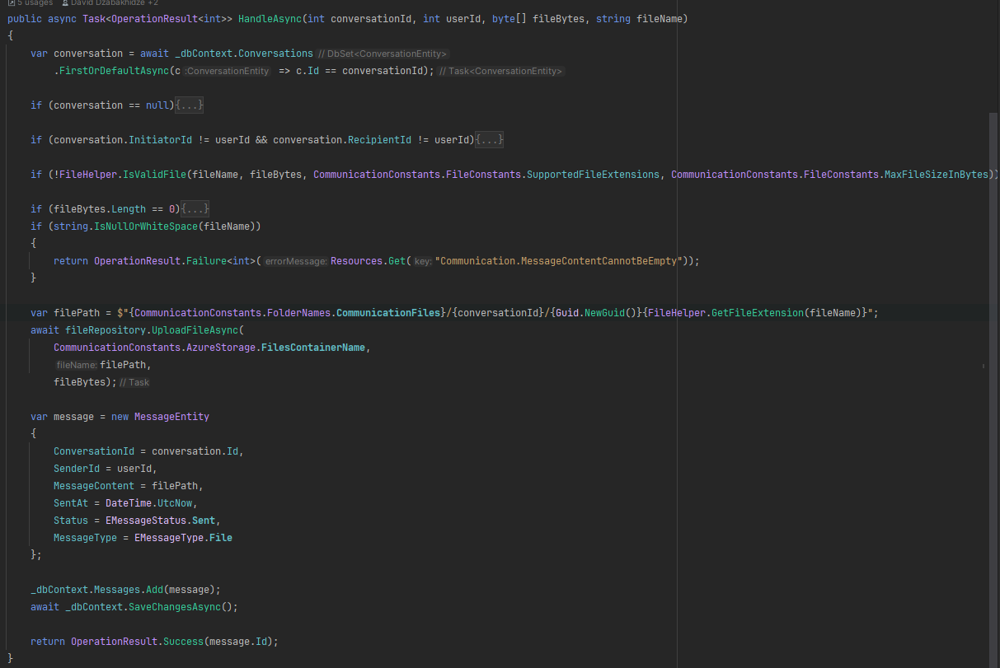 5 usages David Dzabakhidze +2
public async Task<OperationResult<int>> HandleAsync(int conversationId, int userId, byte[] fileBytes, string fileName)
{
var conversation = await _dbContext.Conversations // DbSet<ConversationEntity>
.FirstOrDefaultAsync(c :ConversationEntity => c.Id == conversationId); // Task<ConversationEntity>
if (conversation == null){...}
if (conversation.InitiatorId != userId && conversation.RecipientId != userId){...}
if (!FileHelper.IsValidFile(fileName, fileBytes, CommunicationConstants.FileConstants.SupportedFileExtensions, CommunicationConstants.FileConstants.MaxFileSizeInBytes))
if (fileBytes.Length == 0){...}
if (string.IsNullOrWhiteSpace(fileName))
{
return OperationResult.Failure<int>( errorMessage: Resources.Get( key: "Communication.MessageContentCannotBeEmpty"));
}
var filePath = $"{CommunicationConstants.FolderNames.CommunicationFiles}/{conversationId}/{Guid.NewGuid()}{FileHelper.GetFileExtension(fileName)}";
await fileRepository.UploadFileAsync(
CommunicationConstants.AzureStorage.FilesContainerName,
fileName: filePath,
fileBytes); // Task
var message = new MessageEntity
{
ConversationId = conversation.Id,
SenderId = userId,
MessageContent = filePath,
SentAt = DateTime.UtcNow,
Status = EMessageStatus.Sent,
MessageType = EMessageType.File
};
_dbContext.Messages.Add(message);
await _dbContext.SaveChangesAsync();
return OperationResult.Success(message.Id);
}